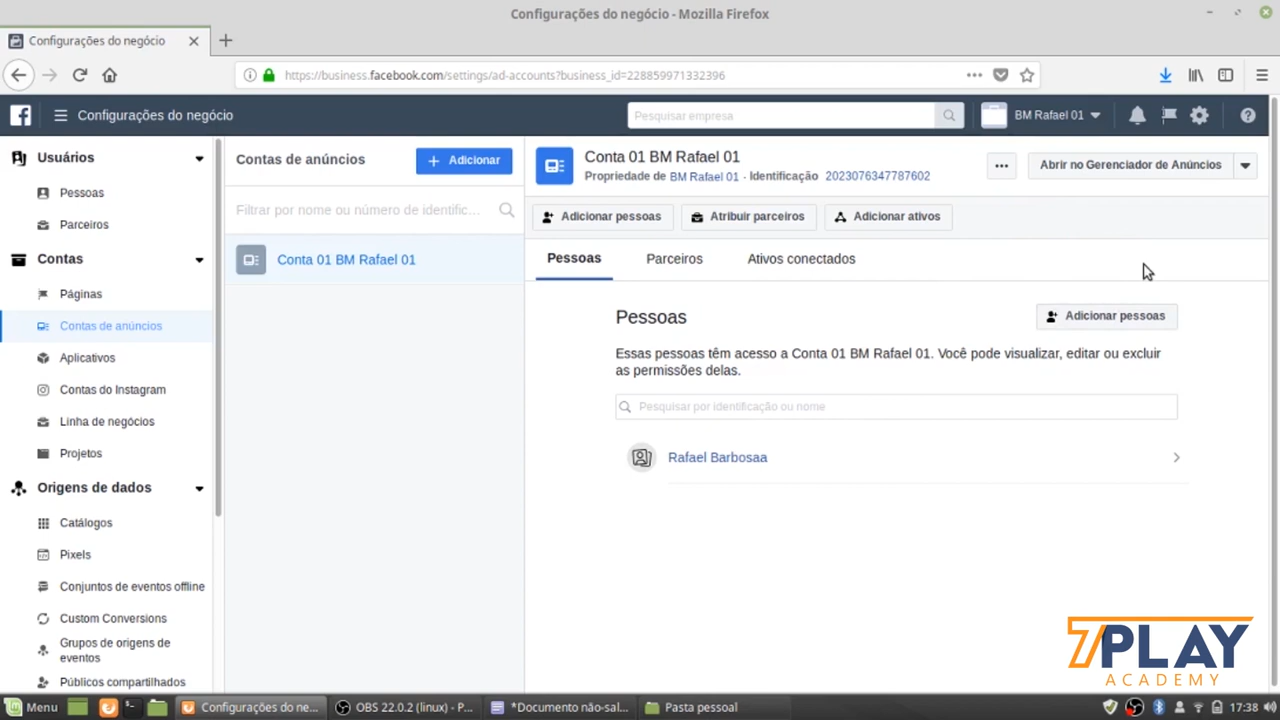 Configurações do negócio - Mozilla Firefox
Configurações do negócio
https://business.facebook.com/settings/ad-accounts?business_id=228859971332396
Configurações do negócio
Pesquisar empresa
BM Rafael 01
Usuários
Pessoas
Parceiros
Contas
Páginas
Contas de anúncios
Aplicativos
Contas do Instagram
Linha de negócios
Projetos
Origens de dados
Catálogos
Pixels
Conjuntos de eventos offline
Custom Conversions
Grupos de origens de
eventos
Públicos compartilhados
Contas de anúncios
+ Adicionar
Filtrar por nome ou número de identific...
Conta 01 BM Rafael 01
Conta 01 BM Rafael 01
Propriedade de BM Rafael 01 · Identificação 2023076347787602
Abrir no Gerenciador de Anúncios
Adicionar pessoas
Atribuir parceiros
Adicionar ativos
Pessoas
Parceiros
Ativos conectados
Pessoas
Adicionar pessoas
Essas pessoas têm acesso a Conta 01 BM Rafael 01. Você pode visualizar, editar ou excluir
as permissões delas.
Pesquisar por identificação ou nome
Rafael Barbosaa
7PLAY
ACADEMY
Menu
Configurações do ne...
OBS 22.0.2 (linux) - P...
*Documento não-sal...
Pasta pessoal
17:38